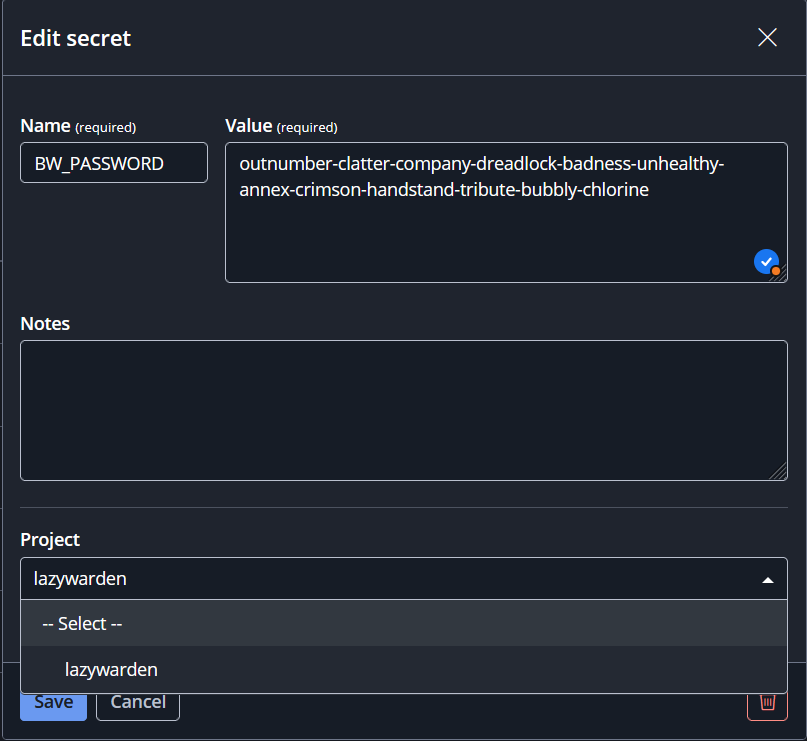 Edit secret
Name (required)
Value (required)
BW_PASSWORD
outnumber-clatter-company-dreadlock-badness-unhealthy-
annex-crimson-handstand-tribute-bubbly-chlorine
Notes
Project
lazywarden
-- Select --
lazywarden
Save
Cancel